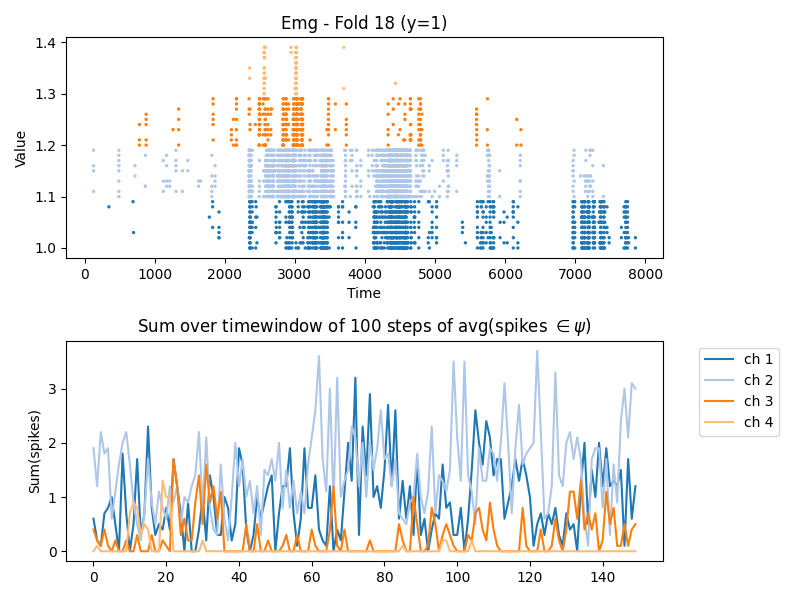 Emg - Fold 18 (y=1)
1.4
1.3
1.2
1.1
1.0
Value
0 1000 2000 3000 4000 5000 6000 7000 8000
Time
Sum over timewindow of 100 steps of avg(spikes ∈ ψ)
3
2
1
0
Sum(spikes)
0 20 40 60 80 100 120 140
ch 1
ch 2
ch 3
ch 4